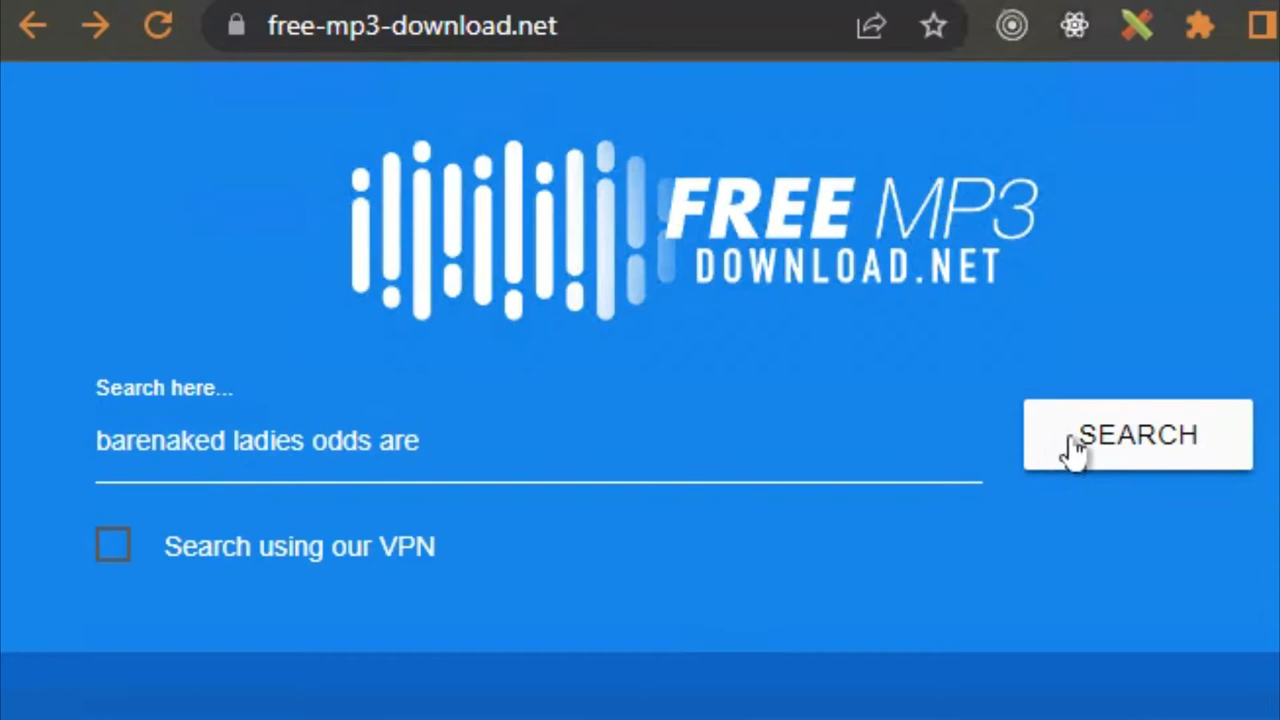 free-mp3-download.net
FREE MP3
DOWNLOAD.NET
Search here...
barenaked ladies odds are
SEARCH
Search using our VPN